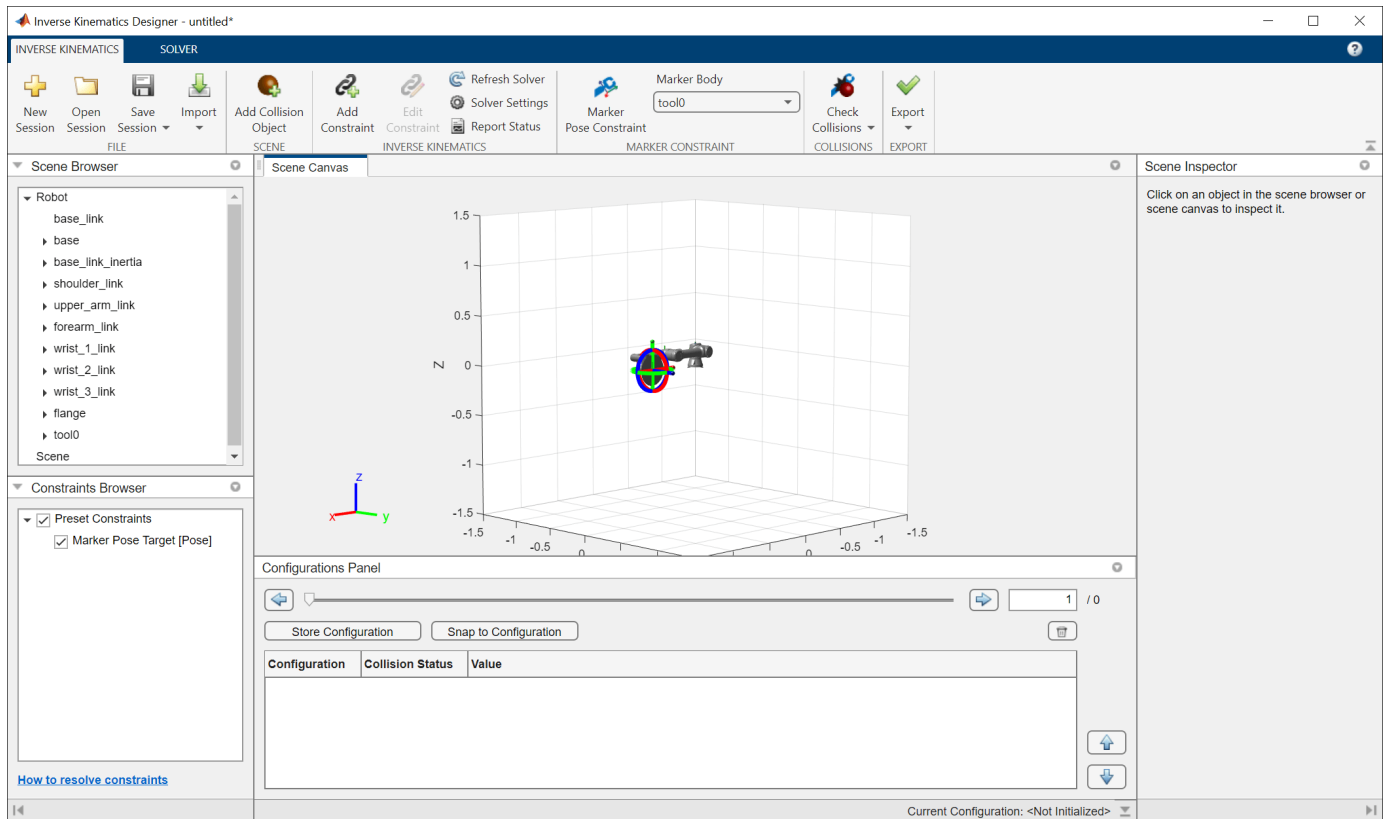 Inverse Kinematics Designer - untitled*
INVERSE KINEMATICS SOLVER
New Session
Open Session
Save Session
Import
FILE
Add Collision Object
SCENE
Add Constraint
Edit Constraint
Refresh Solver
Solver Settings
Report Status
INVERSE KINEMATICS
Marker Pose Constraint
Marker Body
tool0
MARKER CONSTRAINT
Check Collisions
COLLISIONS
Export
EXPORT
Scene Browser
Robot
base_link
base
base_link_inertia
shoulder_link
upper_arm_link
forearm_link
wrist_1_link
wrist_2_link
wrist_3_link
flange
tool0
Scene
Constraints Browser
Preset Constraints
Marker Pose Target [Pose]
How to resolve constraints
Scene Canvas
1.5
1
0.5
Z
0
-0.5
-1
-1.5
-1.5
-1
-0.5
0
0
-0.5
-1
-1.5
z
x
y
Configurations Panel
1 / 0
Store Configuration
Snap to Configuration
Configuration Collision Status Value
Current Configuration: <Not Initialized>
Scene Inspector
Click on an object in the scene browser or
scene canvas to inspect it.